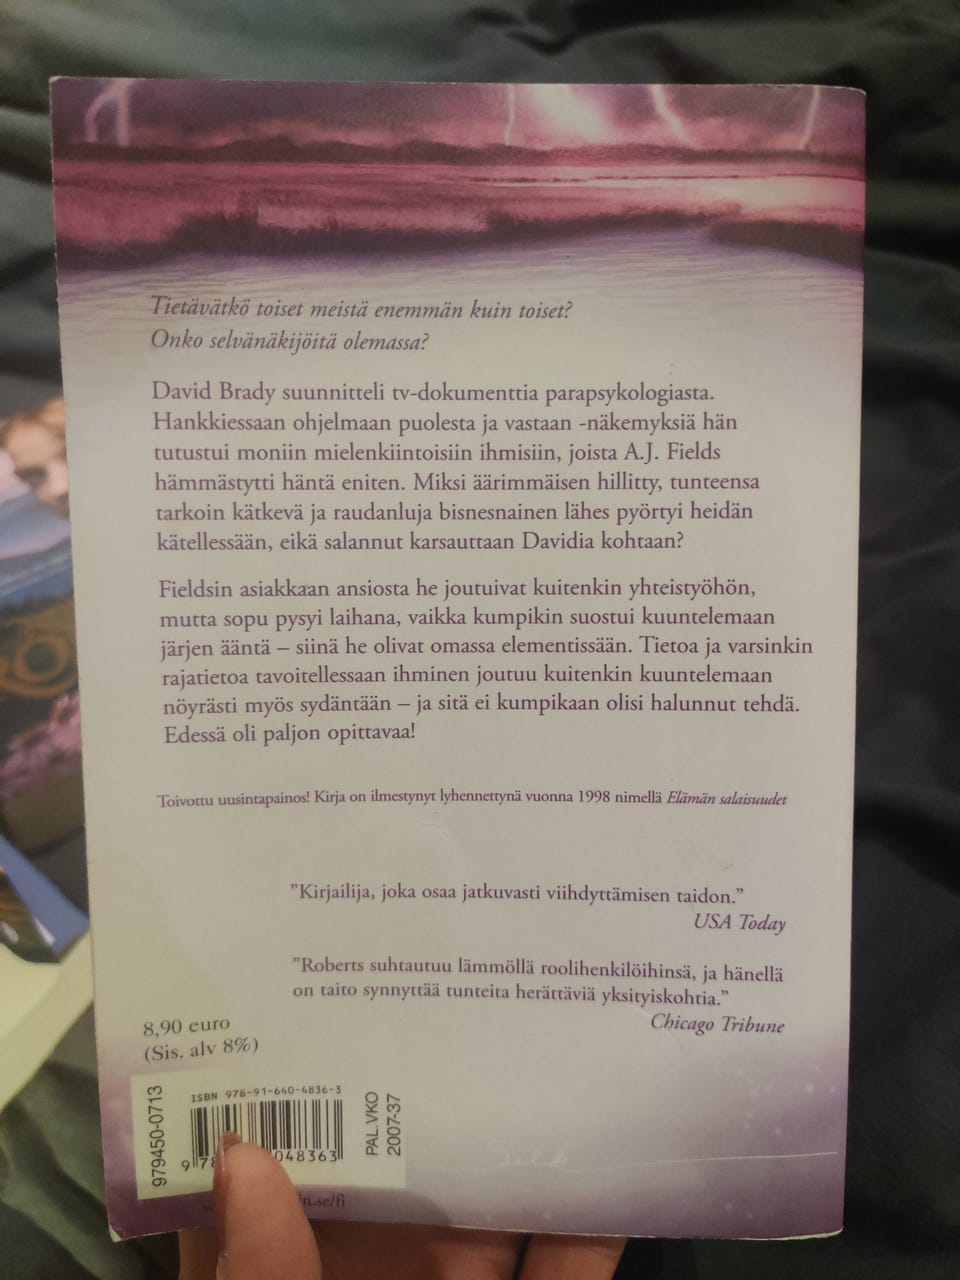 Tietävätkö toiset meistä enemmän kuin toiset?
Onko selvänäkijöitä olemassa?
David Brady suunnitteli tv-dokumenttia parapsykologiasta.
Hankkiessaan ohjelmaan puolesta ja vastaan -näkemyksiä hän
tutustui moniin mielenkiintoisiin ihmisiin, joista A.J. Fields
hämmästytti häntä eniten. Miksi äärimmäisen hillitty, tunteensa
tarkoin kätkevä ja raudanluja bisnesnainen lähes pyörtyi heidän
kätellessään, eikä salannut karsauttaan Davidia kohtaan?
Fieldsin asiakkaan ansiosta he joutuivat kuitenkin yhteistyöhön,
mutta sopu pysyi laihana, vaikka kumpikin suostui kuuntelemaan
järjen ääntä – siinä he olivat omassa elementissään. Tietoa ja varsinkin
rajatietoa tavoitellessaan ihminen joutuu kuitenkin kuuntelemaan
nöyrästi myös sydäntään – ja sitä ei kumpikaan olisi halunnut tehdä.
Edessä oli paljon opittavaa!
Toivottu uusintapainos! Kirja on ilmestynyt lyhennettynä vuonna 1998 nimellä Elämän salaisuudet
”Kirjailija, joka osaa jatkuvasti viihdyttämisen taidon.”
USA Today
”Roberts suhtautuu lämmöllä roolihenkilöihinsä, ja hänellä
on taito synnyttää tunteita herättäviä yksityiskohtia.”
Chicago Tribune
8,90 euro
(Sis. alv 8%)
979450-0713
ISBN 978-91-640-4836-3
9 78 048363
PAL.VKO
2007-37
Silk
n.se/fi